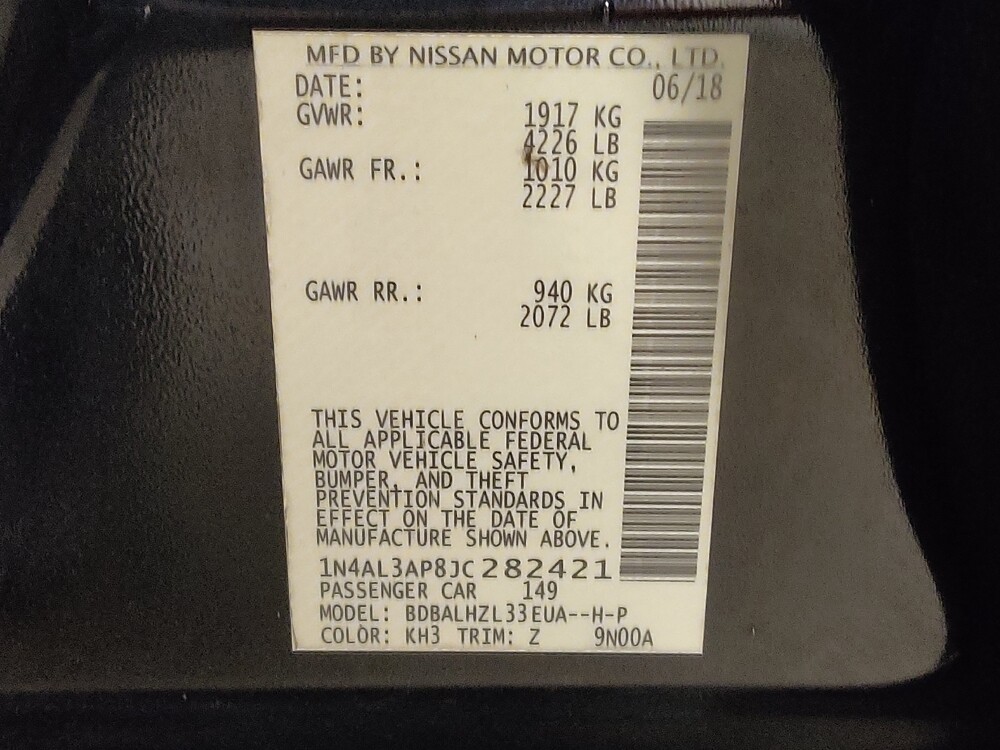 MFD BY NISSAN MOTOR CO., LTD.
DATE: 06/18
GVWR: 1917 KG
4226 LB
GAWR FR.: 1010 KG
2227 LB
GAWR RR.: 940 KG
2072 LB
THIS VEHICLE CONFORMS TO
ALL APPLICABLE FEDERAL
MOTOR VEHICLE SAFETY,
BUMPER, AND THEFT
PREVENTION STANDARDS IN
EFFECT ON THE DATE OF
MANUFACTURE SHOWN ABOVE.
1N4AL3AP8JC282421
PASSENGER CAR 149
MODEL: BDBALHZL33EUA--H-P
COLOR: KH3 TRIM: Z 9N00A